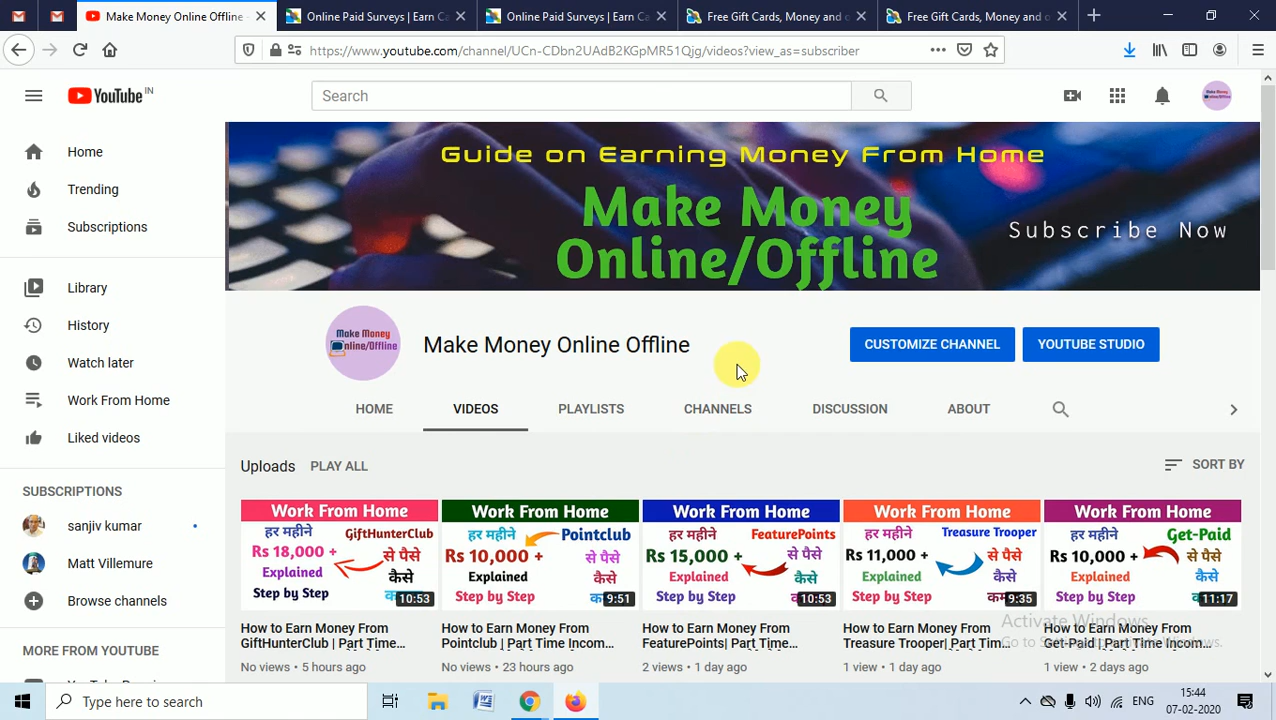 Make Money Online Offline -
Online Paid Surveys | Earn Ca
Online Paid Surveys | Earn Ca
Free Gift Cards, Money and o
Free Gift Cards, Money and o
https://www.youtube.com/channel/UCn-CDbn2UAdB2KGpMR51Qjg/videos?view_as=subscriber
YouTube IN
Search
Home
Trending
Subscriptions
Library
History
Watch later
Work From Home
Liked videos
SUBSCRIPTIONS
sanjiv kumar
Matt Villemure
Browse channels
MORE FROM YOUTUBE
Guide on Earning Money From Home
Make Money
Online/Offline
Subscribe Now
Make Money
Online/Offline
Make Money Online Offline
CUSTOMIZE CHANNEL
YOUTUBE STUDIO
HOME
VIDEOS
PLAYLISTS
CHANNELS
DISCUSSION
ABOUT
Uploads
PLAY ALL
SORT BY
Work From Home
हर महीने
GiftHunterClub
Rs 18,000 +
से पैसे
Explained
कैसे
Step by Step
10:53
How to Earn Money From
GiftHunterClub | Part Time...
No views • 5 hours ago
Work From Home
हर महीने
Pointclub
Rs 10,000 +
से पैसे
Explained
कैसे
Step by Step
9:51
How to Earn Money From
Pointclub | Part Time Incom...
No views • 23 hours ago
Work From Home
हर महीने
FeaturePoints
Rs 15,000 +
से पैसे
Explained
कैसे
Step by Step
10:53
How to Earn Money From
FeaturePoints| Part Time...
2 views • 1 day ago
Work From Home
हर महीने
Treasure Trooper
Rs 11,000 +
से पैसे
Explained
कैसे
Step by Step
9:35
How to Earn Money From
Treasure Trooper| Part Tim...
1 view • 1 day ago
Work From Home
हर महीने
Get-Paid
Rs 10,000 +
से पैसे
Explained
कैसे
Step by Step
11:17
How to Earn Money From
Get-Paid | Part Time Incom...
1 view • 2 days ago
Activate Windows
Go to Settings to activate Windows.
Type here to search
ENG
15:44
07-02-2020